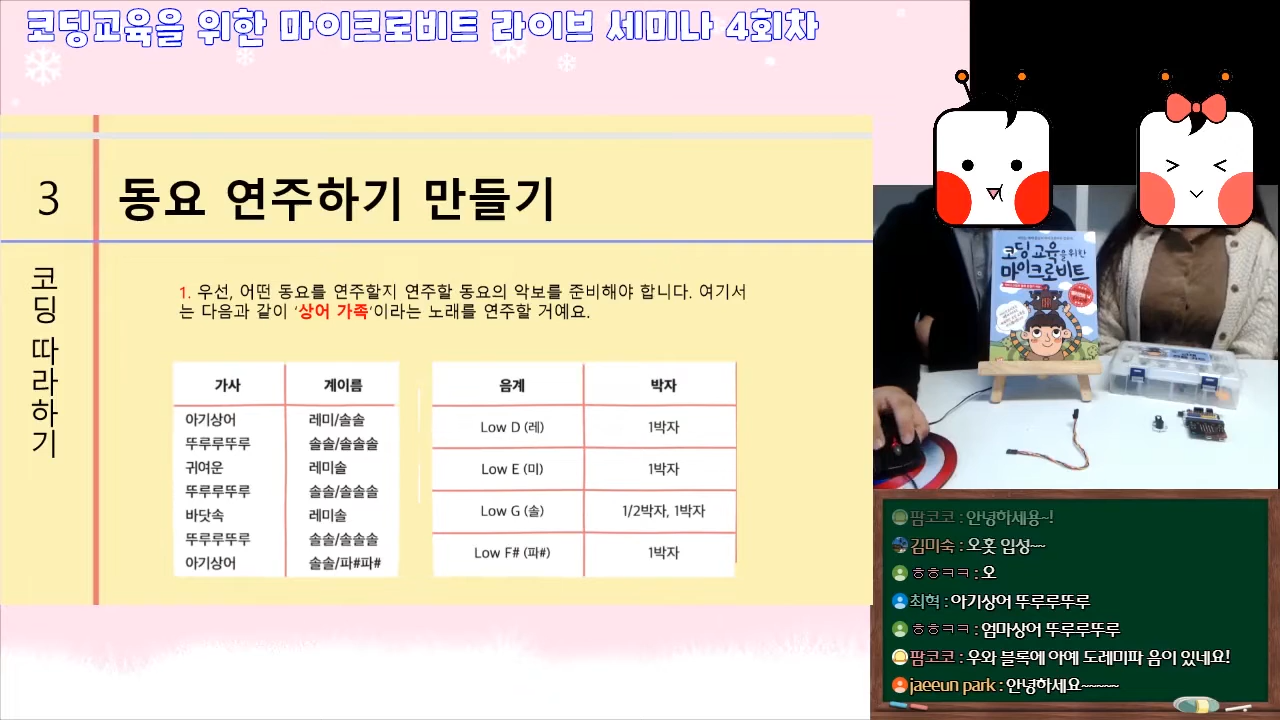 코딩교육을 위한 마이크로비트 라이브 세미나 4회차
3
동요 연주하기 만들기
코딩 따라하기
1. 우선, 어떤 동요를 연주할지 연주할 동요의 악보를 준비해야 합니다. 여기서
는 다음과 같이 '상어 가족'이라는 노래를 연주할 거예요.
가사 계이름
아기상어 레미/솔솔
뚜루루뚜루 솔솔/솔솔솔
귀여운 레미솔
뚜루루뚜루 솔솔/솔솔솔
바닷속 레미솔
뚜루루뚜루 솔솔/솔솔솔
아기상어 솔솔/파#파#
음계 박자
Low D (레) 1박자
Low E (미) 1박자
Low G (솔) 1/2박자, 1박자
Low F# (파#) 1박자
코딩 교육을 위한
마이크로비트
팜코코 : 안녕하세용~!
김미숙 : 오홋 입성~~
ㅎㅎㅋㅋ : 오
최혁 : 아기상어 뚜루루뚜루
ㅎㅎㅋㅋ : 엄마상어 뚜루루뚜루
팜코코 : 우와 블록에 아예 도레미파 음이 있네요!
jaeeun park : 안녕하세요~~~~~